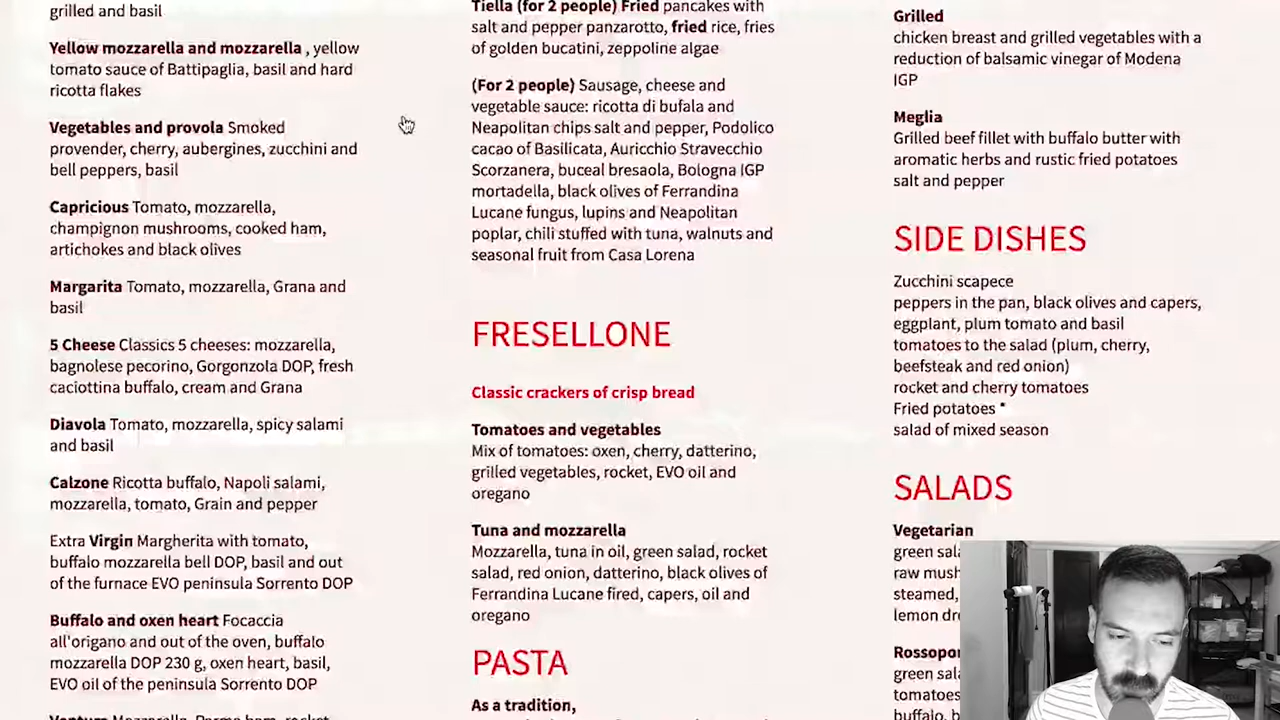 grilled and basil
Yellow mozzarella and mozzarella , yellow
tomato sauce of Battipaglia, basil and hard
ricotta flakes
Vegetables and provola Smoked
provender, cherry, aubergines, zucchini and
bell peppers, basil
Capricious Tomato, mozzarella,
champignon mushrooms, cooked ham,
artichokes and black olives
Margarita Tomato, mozzarella, Grana and
basil
5 Cheese Classics 5 cheeses: mozzarella,
bagnolese pecorino, Gorgonzola DOP, fresh
caciottina buffalo, cream and Grana
Diavola Tomato, mozzarella, spicy salami
and basil
Calzone Ricotta buffalo, Napoli salami,
mozzarella, tomato, Grain and pepper
Extra Virgin Margherita with tomato,
buffalo mozzarella bell DOP, basil and out
of the furnace EVO peninsula Sorrento DOP
Buffalo and oxen heart Focaccia
all'origano and out of the oven, buffalo
mozzarella DOP 230 g, oxen heart, basil,
EVO oil of the peninsula Sorrento DOP
Ventura Mozzarella, Parma ham, rocket
Tiella (for 2 people) Fried pancakes with
salt and pepper panzarotto, fried rice, fries
of golden bucatini, zeppoline algae
(For 2 people) Sausage, cheese and
vegetable sauce: ricotta di bufala and
Neapolitan chips salt and pepper, Podolico
cacao of Basilicata, Auricchio Stravecchio
Scorzanera, buceal bresaola, Bologna IGP
mortadella, black olives of Ferrandina
Lucane fungus, lupins and Neapolitan
poplar, chili stuffed with tuna, walnuts and
seasonal fruit from Casa Lorena
FRESELLONE
Classic crackers of crisp bread
Tomatoes and vegetables
Mix of tomatoes: oxen, cherry, datterino,
grilled vegetables, rocket, EVO oil and
oregano
Tuna and mozzarella
Mozzarella, tuna in oil, green salad, rocket
salad, red onion, datterino, black olives of
Ferrandina Lucane fired, capers, oil and
oregano
PASTA
As a tradition,
Grilled
chicken breast and grilled vegetables with a
reduction of balsamic vinegar of Modena
IGP
Meglia
Grilled beef fillet with buffalo butter with
aromatic herbs and rustic fried potatoes
salt and pepper
SIDE DISHES
Zucchini scapece
peppers in the pan, black olives and capers,
eggplant, plum tomato and basil
tomatoes to the salad (plum, cherry,
beefsteak and red onion)
rocket and cherry tomatoes
Fried potatoes *
salad of mixed season
SALADS
Vegetarian
green sala
raw mush
steamed,
lemon dre
Rossopor
green sala
tomatoes
buffalo, b